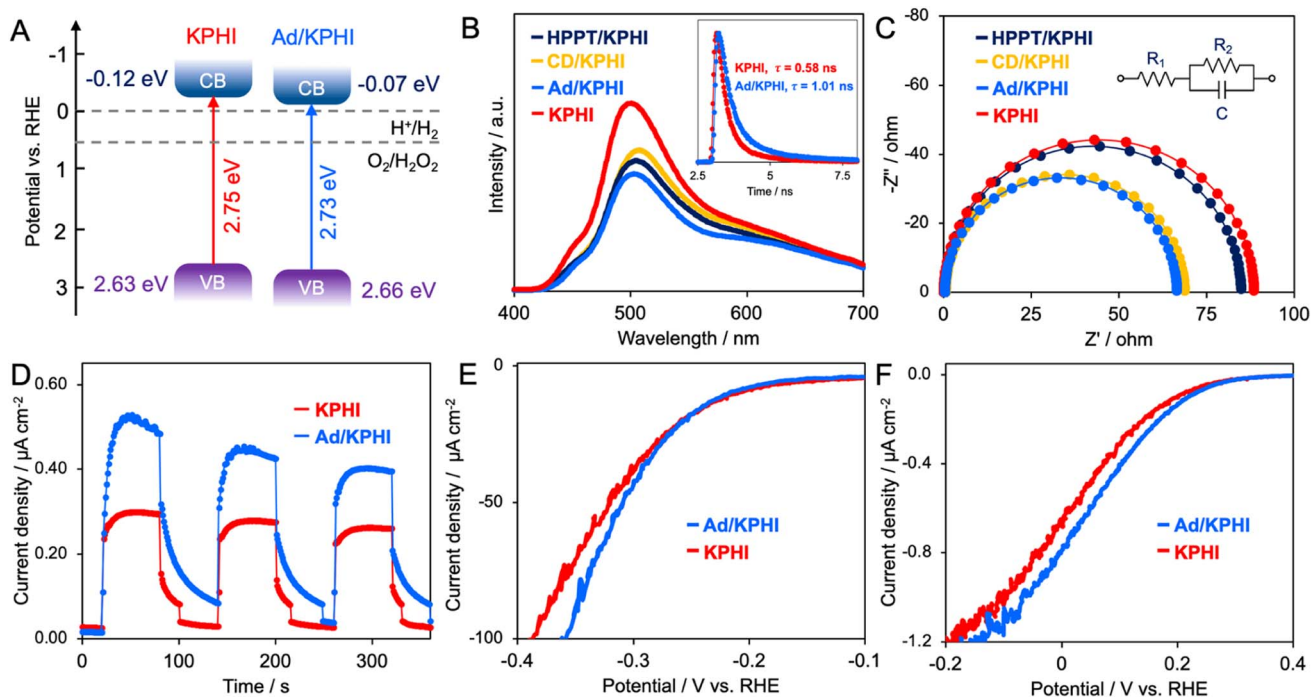 A
Potential vs. RHE
-1
0
1
2
3
KPHI
Ad/KPHI
-0.12 eV
CB
CB
-0.07 eV
H⁺/H₂
O₂/H₂O₂
2.75 eV
2.73 eV
2.63 eV
VB
VB
2.66 eV
B
Intensity / a.u.
HPPT/KPHI
CD/KPHI
Ad/KPHI
KPHI
KPHI, τ = 0.58 ns
Ad/KPHI, τ = 1.01 ns
2.5 5 7.5
Time / ns
400 500 600 700
Wavelength / nm
C
-Z" / ohm
-80
-60
-40
-20
0
HPPT/KPHI
CD/KPHI
Ad/KPHI
KPHI
R₁
R₂
C
0 25 50 75 100
Z' / ohm
D
Current density / µA cm⁻²
0.60
0.40
0.20
0.00
KPHI
Ad/KPHI
0 100 200 300
Time / s
E
Current density / µA cm⁻²
0
-50
-100
Ad/KPHI
KPHI
-0.4 -0.3 -0.2 -0.1
Potential / V vs. RHE
F
Current density / µA cm⁻²
0.0
-0.4
-0.8
-1.2
Ad/KPHI
KPHI
-0.2 0 0.2 0.4
Potential / V vs. RHE